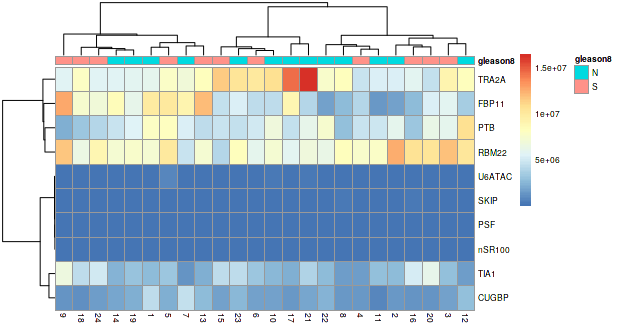 gleason8
TRA2A
FBP11
PTB
RBM22
U6ATAC
SKIP
PSF
nSR100
TIA1
CUGBP
9 18 24 14 19 1 5 7 13 15 23 6 10 17 21 22 8 4 11 2 16 20 3 12
1.5e+07
1e+07
5e+06
gleason8
N
S